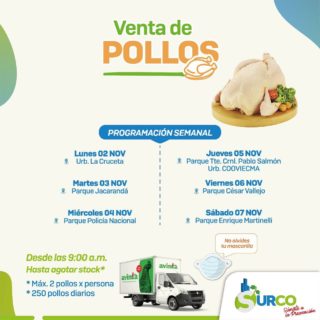 Venta de
POLLOS
PROGRAMACIÓN SEMANAL
Lunes 02 NOV
Urb. La Cruceta
Martes 03 NOV
Parque Jacarandá
Miércoles 04 NOV
Parque Policía Nacional
Jueves 05 NOV
Parque Tte. Crnl. Pablo Salmón
Urb. COOVIECMA
Viernes 06 NOV
Parque César Vallejo
Sábado 07 NOV
Parque Enrique Martinelli
Desde las 9:00 a.m.
Hasta agotar stock*
* Máx. 2 pollos x persona
* 250 pollos diarios
avinka
No olvides
tu mascarilla
SURCO
Súmate a
la Prevención